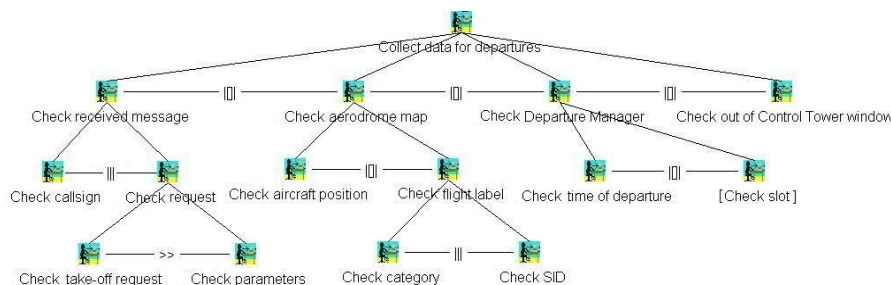 Collect data for departures
|[]| |[]| |[]|
Check received message Check aerodrome map Check Departure Manager Check out of Control Tower window
||| |[]| |[]|
Check callsign Check request Check aircraft position Check flight label Check time of departure [Check slot ]
>> |||
Check take-off request Check parameters Check category Check SID